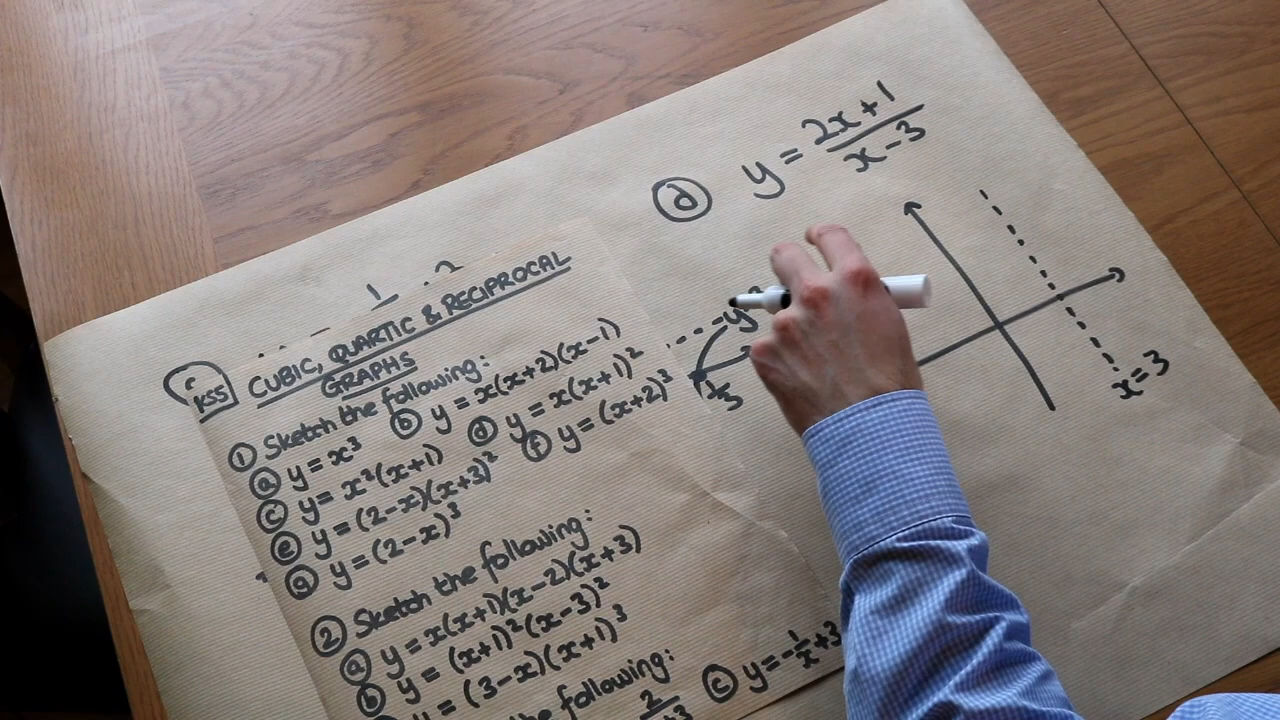 KS5
CUBIC, QUARTIC & RECIPROCAL
GRAPHS
① Sketch the following:
ⓐ y = x³ ⓑ y = x(x+2)(x-1)
ⓒ y = x²(x+1) ⓓ y = x(x+1)²
ⓔ y = (2-x)(x+3)² ⓕ y = (x+2)³
ⓖ y = (2-x)³
② Sketch the following:
ⓐ y = x(x+1)(x-2)(x+3)
ⓑ y = (x+1)²(x-3)²
y = (3-x)(x+1)³
the following:
ⓒ y = -1/x + 3
ⓓ y = (2x+1)/(x-3)
x=3
1/3